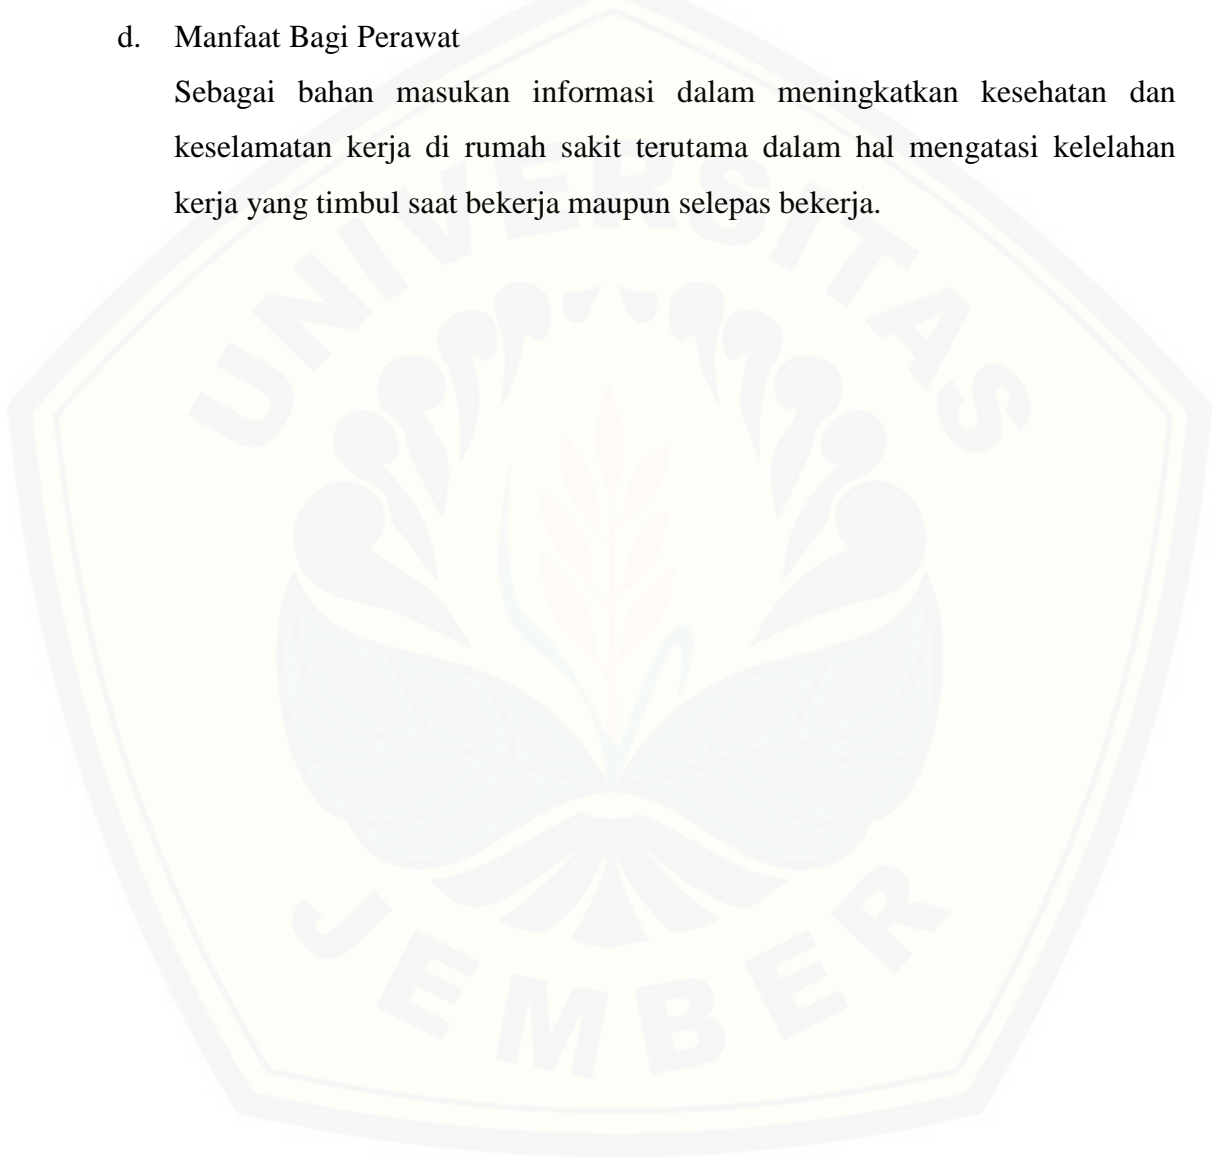 d. Manfaat Bagi Perawat
Sebagai bahan masukan informasi dalam meningkatkan kesehatan dan
keselamatan kerja di rumah sakit terutama dalam hal mengatasi kelelahan
kerja yang timbul saat bekerja maupun selepas bekerja.
UNIVERSITAS
JEMBER